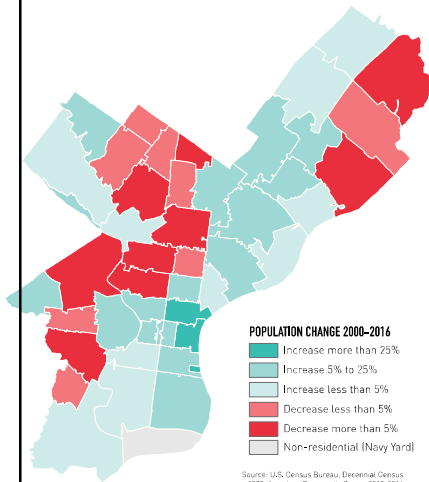 POPULATION CHANGE 2000–2016
Increase more than 25%
Increase 5% to 25%
Increase less than 5%
Decrease less than 5%
Decrease more than 5%
Non-residential (Navy Yard)
Source: U.S. Census Bureau, Decennial Census